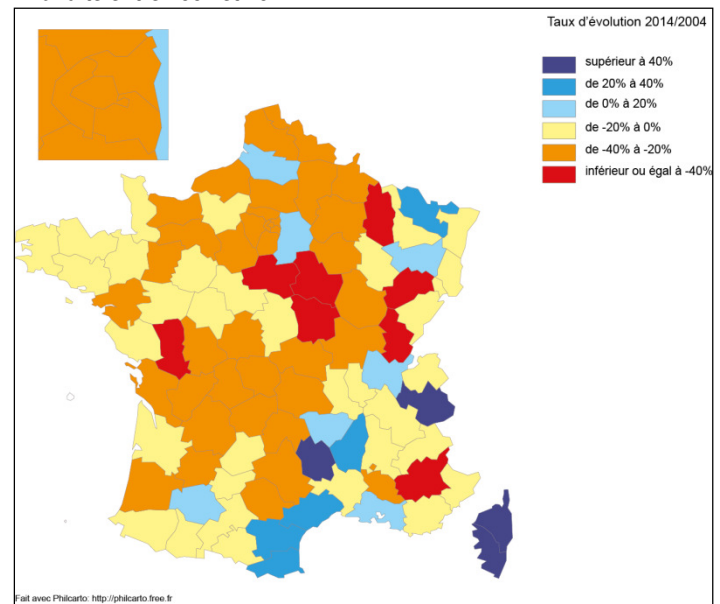 Taux d'évolution 2014/2004
supérieur à 40%
de 20% à 40%
de 0% à 20%
de -20% à 0%
de -40% à -20%
inférieur ou égal à -40%
Fait avec Philcarto: http://philcarto.free.fr